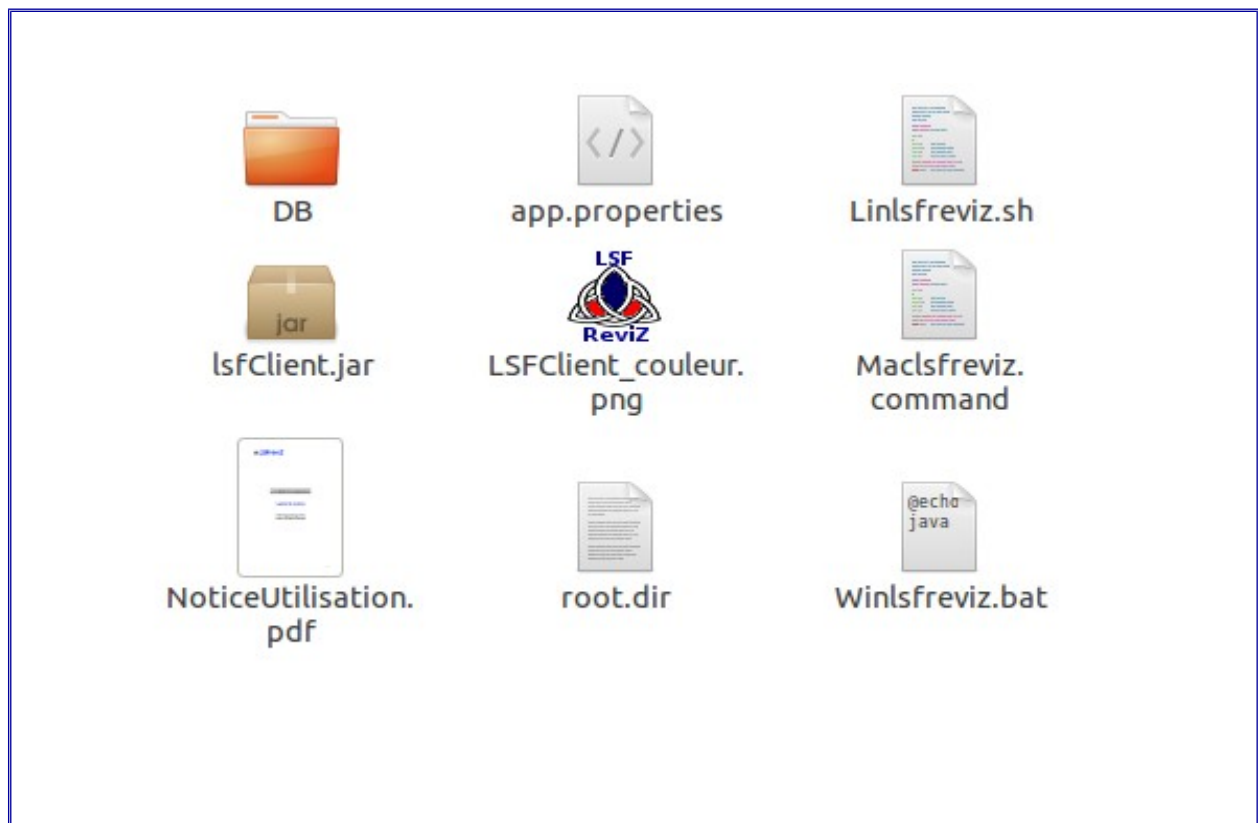 DB
app.properties
Linlsfreviz.sh
jar
lsfClient.jar
LSF
ReviZ
LSFClient_couleur.
png
Maclsfreviz.
command
NoticeUtilisation.
pdf
root.dir
@echo
java
Winlsfreviz.bat